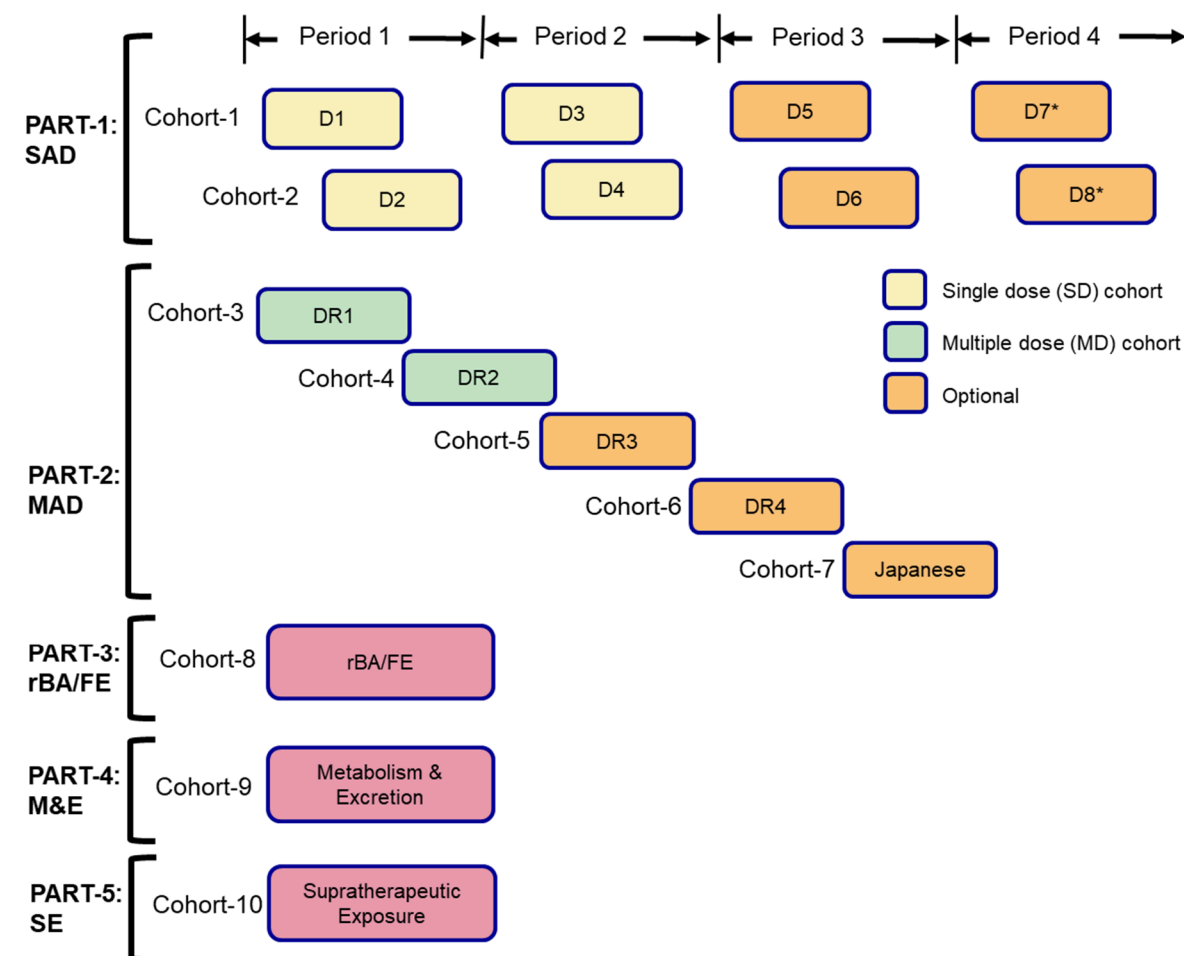 Period 1
Period 2
Period 3
Period 4
PART-1:
SAD
Cohort-1
D1
D3
D5
D7*
Cohort-2
D2
D4
D6
D8*
Single dose (SD) cohort
Multiple dose (MD) cohort
Optional
PART-2:
MAD
Cohort-3
DR1
Cohort-4
DR2
Cohort-5
DR3
Cohort-6
DR4
Cohort-7
Japanese
PART-3:
rBA/FE
Cohort-8
rBA/FE
PART-4:
M&E
Cohort-9
Metabolism &
Excretion
PART-5:
SE
Cohort-10
Supratherapeutic
Exposure